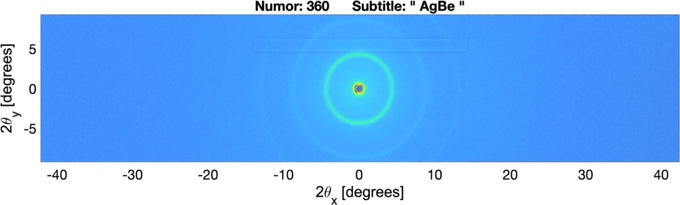 Numor: 360 Subtitle: " AgBe "
5
0
-5
2θy [degrees]
-40 -30 -20 -10 0 10 20 30 40
2θx [degrees]